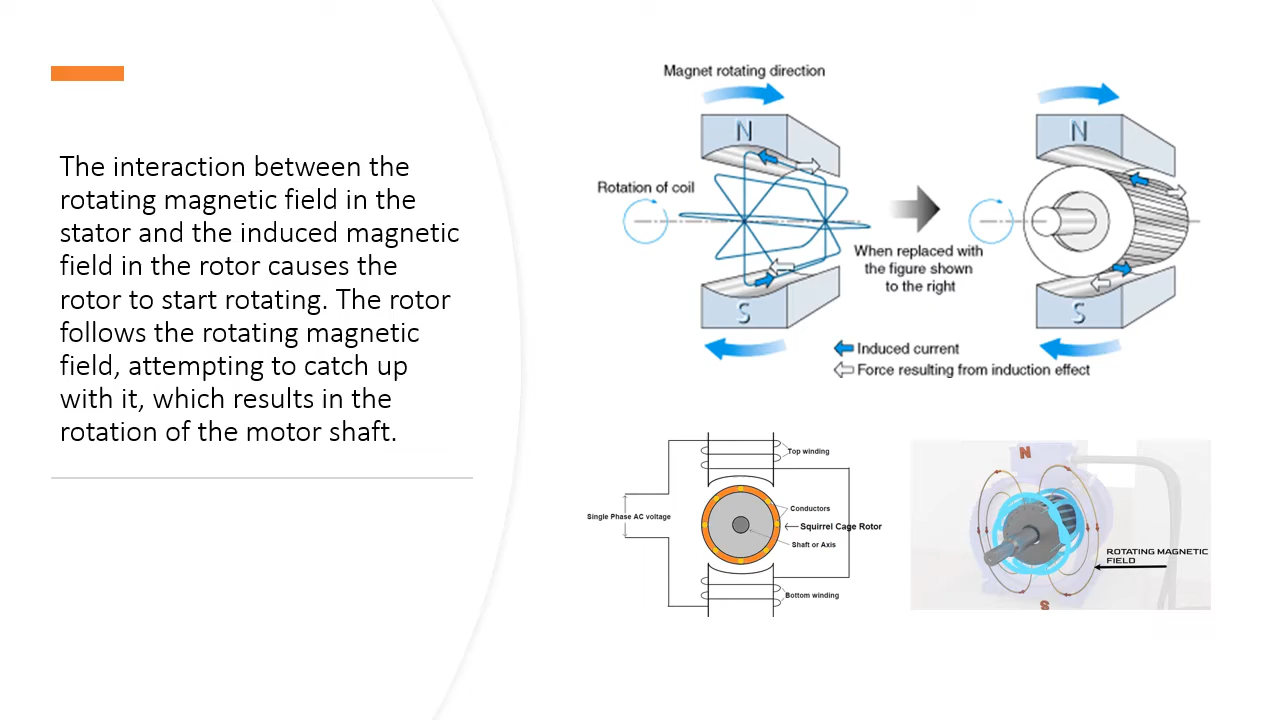 The interaction between the
rotating magnetic field in the
stator and the induced magnetic
field in the rotor causes the
rotor to start rotating. The rotor
follows the rotating magnetic
field, attempting to catch up
with it, which results in the
rotation of the motor shaft.
Magnet rotating direction
N
N
Rotation of coil
When replaced with
the figure shown
to the right
S
S
Induced current
Force resulting from induction effect
Top winding
Single Phase AC voltage
Conductors
Squirrel Cage Rotor
Shaft or Axis
Bottom winding
N
ROTATING MAGNETIC
FIELD
S